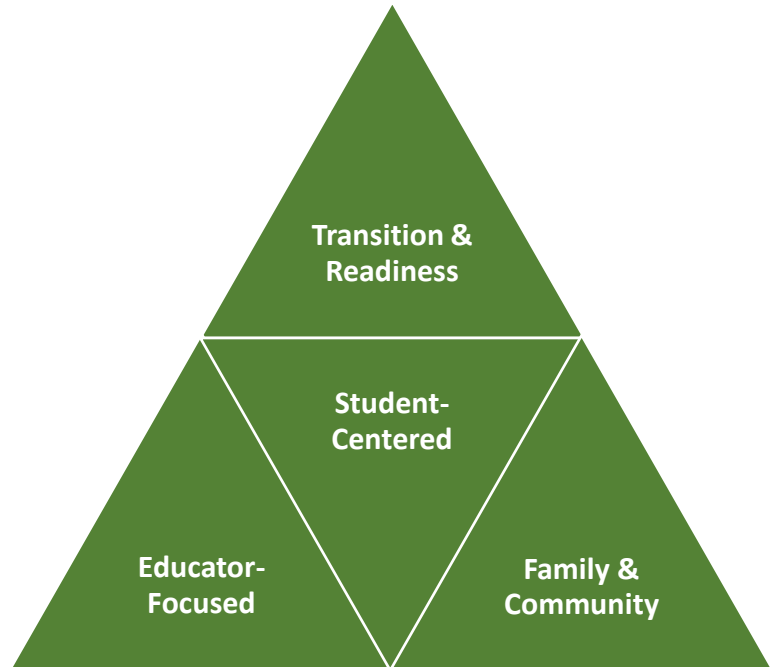 Transition &
Readiness
Student-
Centered
Educator-
Focused
Family &
Community